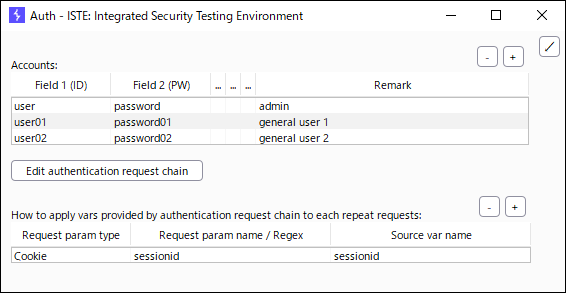 Auth - ISTE: Integrated Security Testing Environment
- +
Accounts:
Field 1 (ID) Field 2 (PW) ... ... ... Remark
user password admin
user01 password01 general user 1
user02 password02 general user 2
Edit authentication request chain
- +
How to apply vars provided by authentication request chain to each repeat requests:
Request param type Request param name / Regex Source var name
Cookie sessionid sessionid